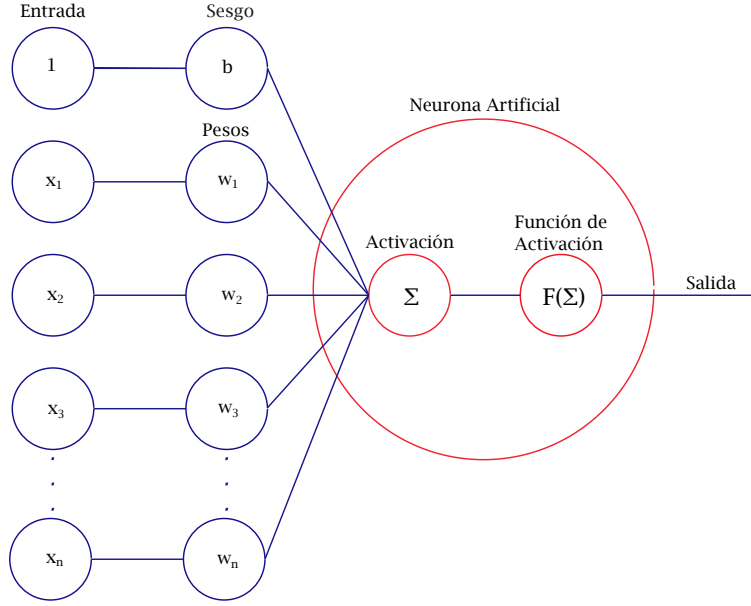 Entrada
Sesgo
1
b
Neurona Artificial
Pesos
x1
w1
Función de
Activación
Activación
x2
w2
Σ
F(Σ)
Salida
x3
w3
. .
. .
. .
xn
wn